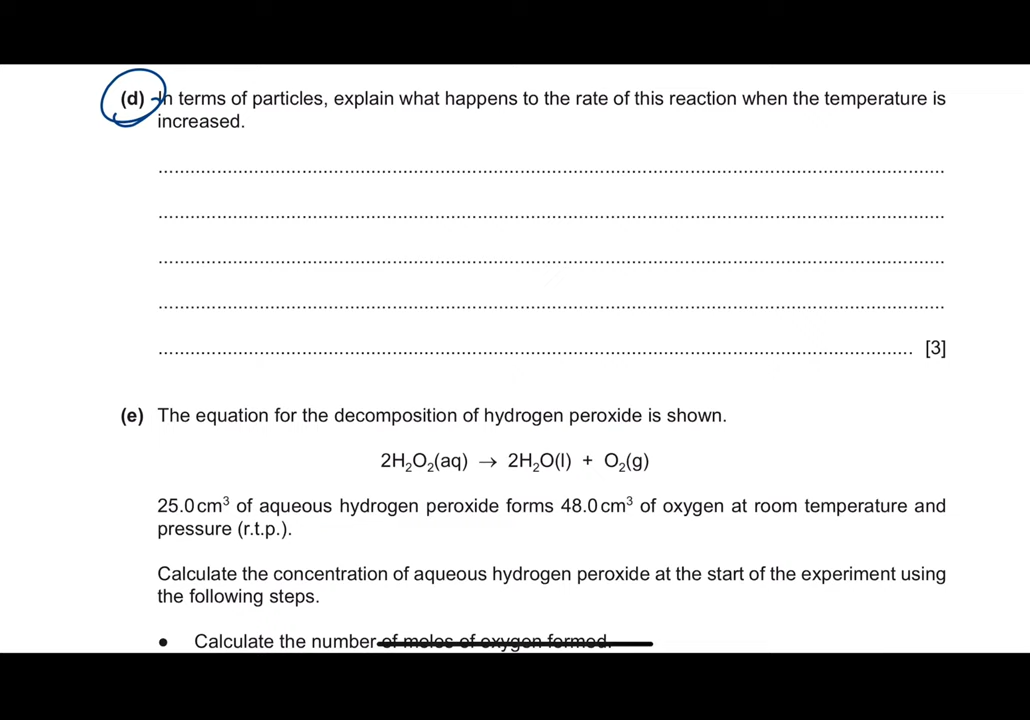 (d) In terms of particles, explain what happens to the rate of this reaction when the temperature is
increased.
..........................................................................................................................................
..........................................................................................................................................
..........................................................................................................................................
..........................................................................................................................................
.................................................................................................................................... [3]
(e) The equation for the decomposition of hydrogen peroxide is shown.
2H₂O₂(aq) → 2H₂O(l) + O₂(g)
25.0 cm³ of aqueous hydrogen peroxide forms 48.0 cm³ of oxygen at room temperature and
pressure (r.t.p.).
Calculate the concentration of aqueous hydrogen peroxide at the start of the experiment using
the following steps.
• Calculate the number of moles of oxygen formed.